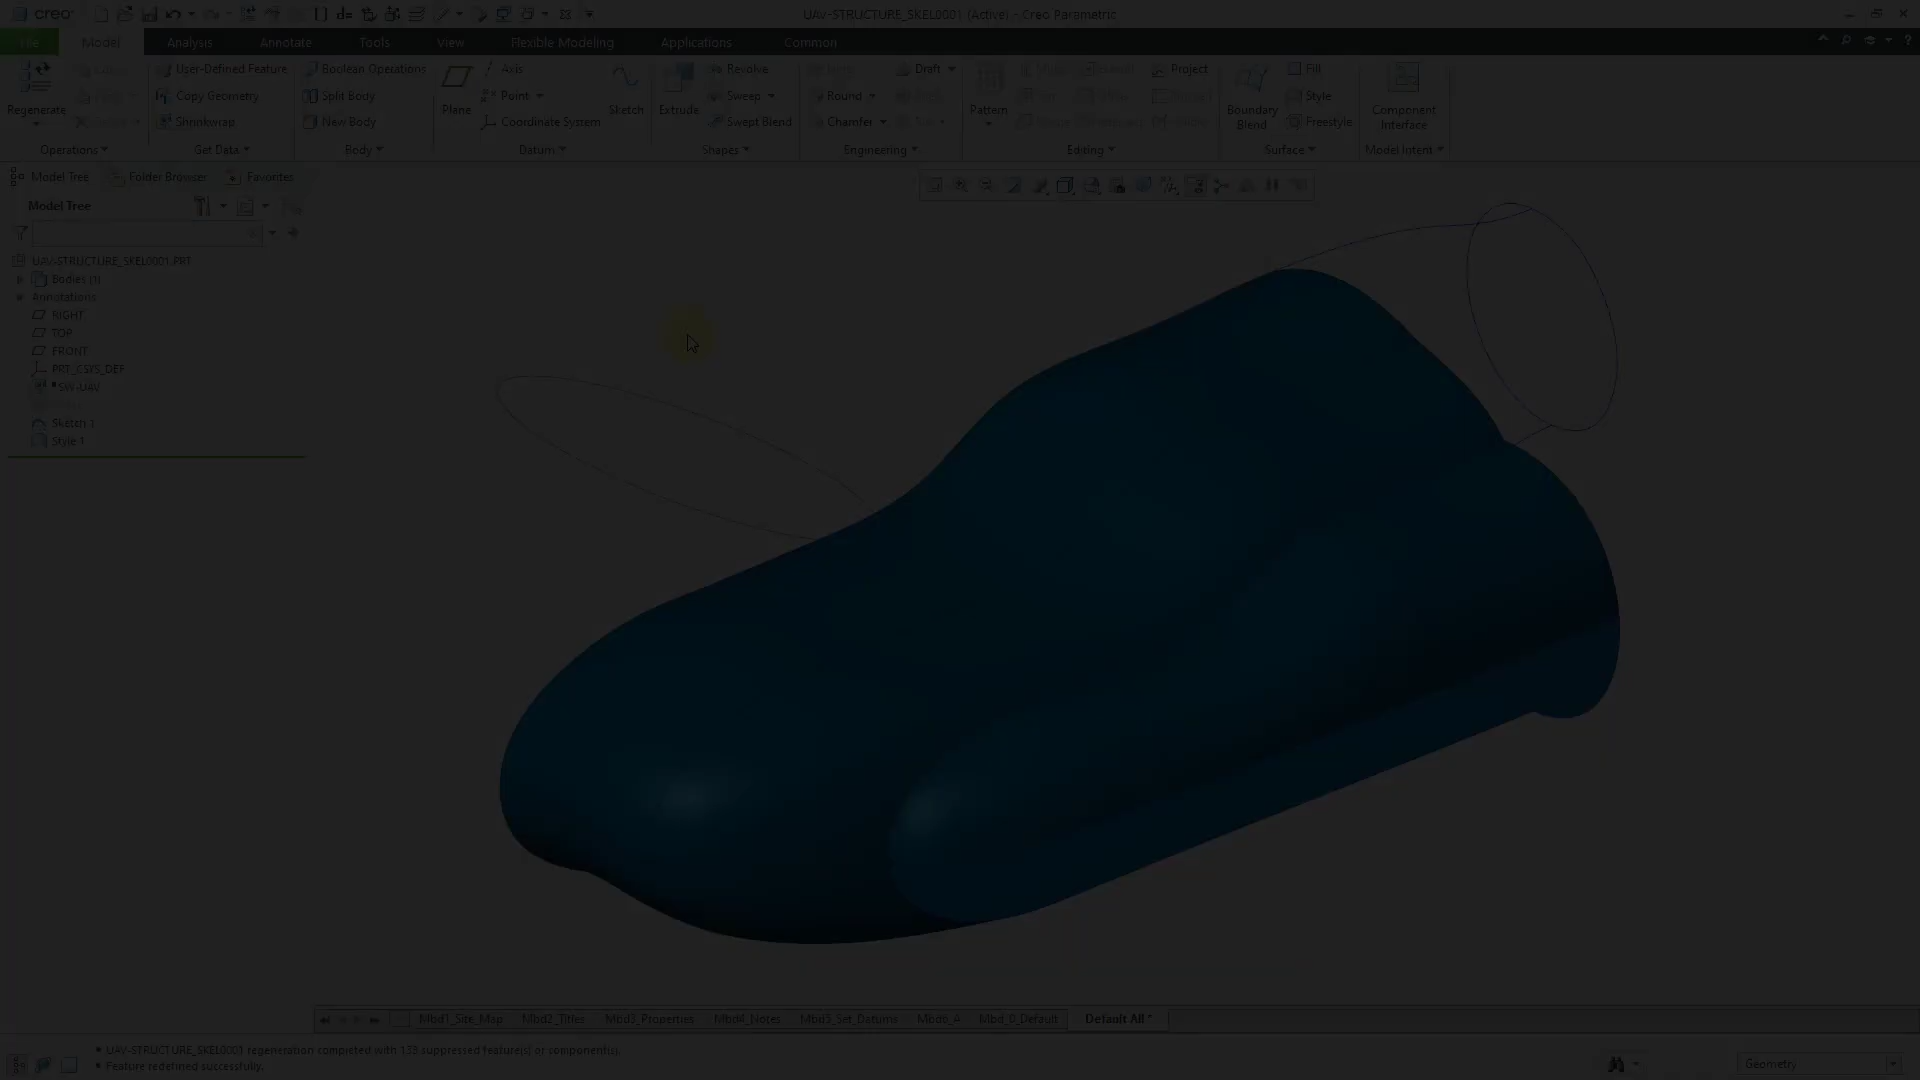 creo
UAV-STRUCTURE_SKEL0001 (Active) - Creo Parametric
File Model Analysis Annotate Tools View Flexible Modeling Applications Common
Regenerate
Operations
User-Defined Feature
Copy Geometry
Shrinkwrap
Get Data
Boolean Operations
Split Body
New Body
Body
Plane
Axis
Point
Coordinate System
Sketch
Datum
Extrude
Revolve
Sweep
Swept Blend
Shapes
Draft
Round
Chamfer
Engineering
Pattern
Project
Editing
Boundary
Blend
Fill
Style
Freestyle
Surface
Component
Interface
Model Intent
Model Tree Folder Browser Favorites
Model Tree
UAV-STRUCTURE_SKEL0001.PRT
Bodies (1)
Annotations
RIGHT
TOP
FRONT
PRT_CSYS_DEF
SW-UAV
Sketch 1
Style 1
Mbd1_Site_Map Mbd2_Titles Mbd3_Properties Mbd4_Notes Mbd5_Set_Datums Mbd6_A Mbd_0_Default Default All *
• UAV-STRUCTURE_SKEL0001 regeneration completed with 133 suppressed feature(s) or component(s).
• Feature redefined successfully.
Geometry